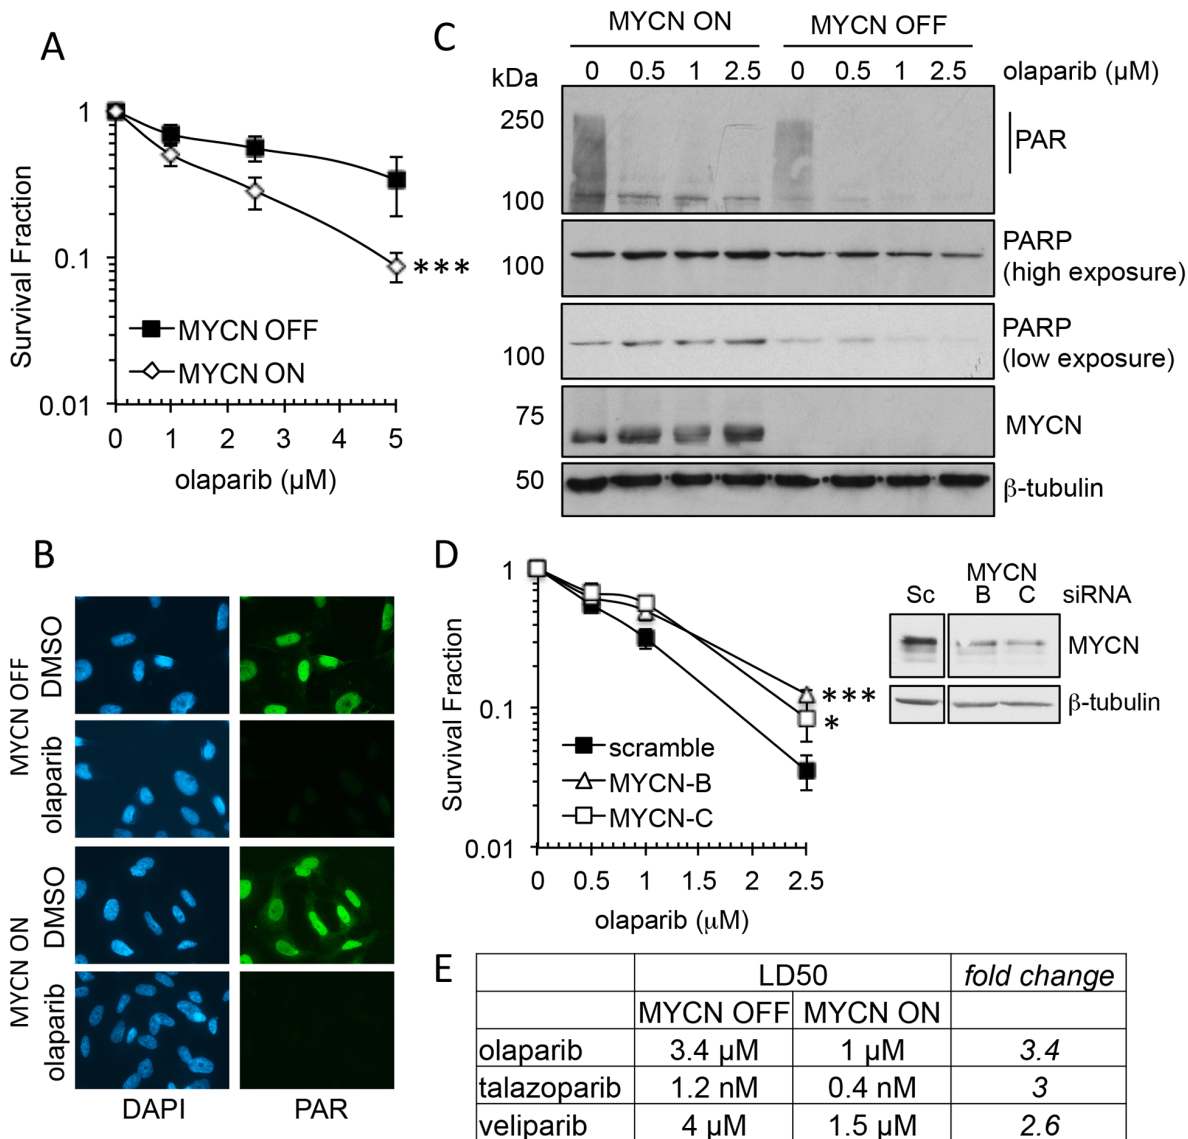 A
1
0.1
0.01
Survival Fraction
MYCN OFF
MYCN ON
***
0 1 2 3 4 5
olaparib (µM)
C
MYCN ON MYCN OFF
kDa 0 0.5 1 2.5 0 0.5 1 2.5 olaparib (µM)
250
PAR
100
PARP
100 (high exposure)
PARP
100 (low exposure)
75
MYCN
50
β-tubulin
B
MYCN OFF
DMSO
olaparib
MYCN ON
DMSO
olaparib
DAPI PAR
D
1
0.1
0.01
Survival Fraction
***
*
scramble
MYCN-B
MYCN-C
0 0.5 1 1.5 2 2.5
olaparib (µM)
MYCN
Sc B C siRNA
MYCN
β-tubulin
E
LD50 fold change
MYCN OFF MYCN ON
olaparib 3.4 µM 1 µM 3.4
talazoparib 1.2 nM 0.4 nM 3
veliparib 4 µM 1.5 µM 2.6